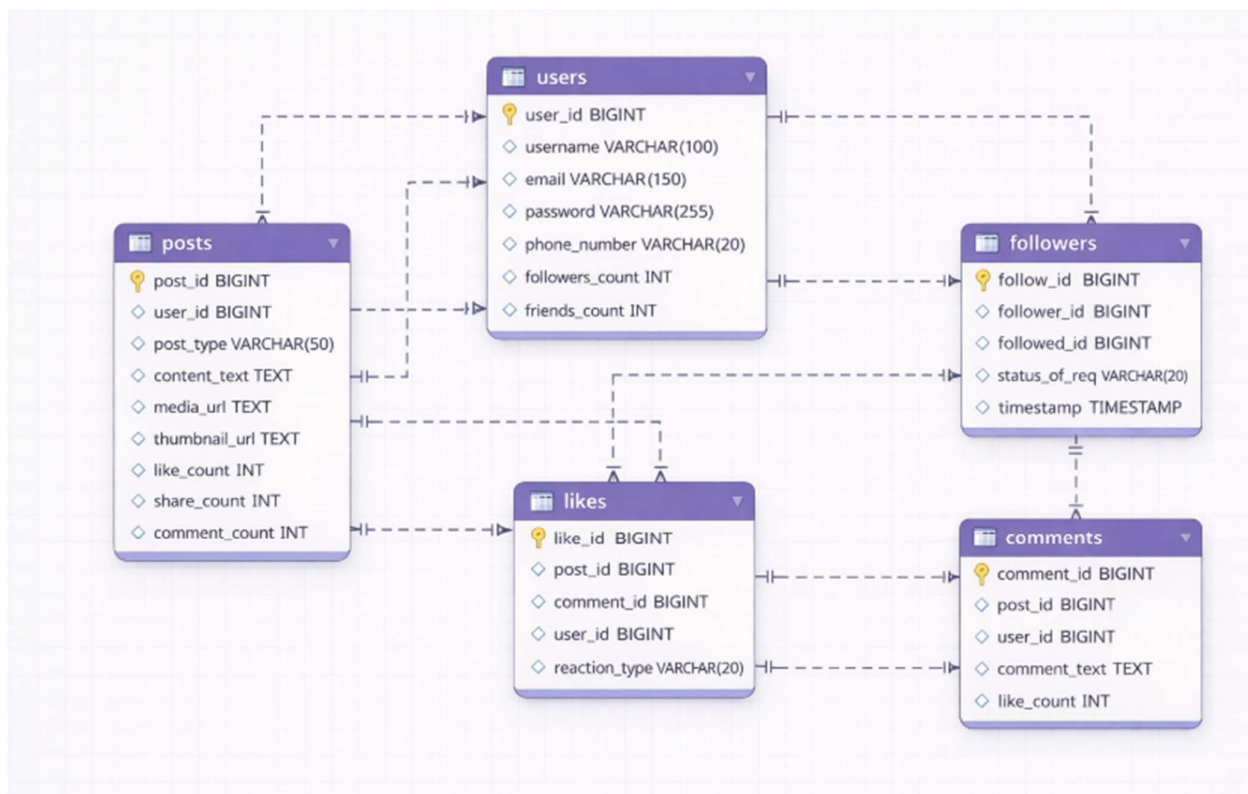 users
user_id BIGINT
username VARCHAR(100)
email VARCHAR(150)
password VARCHAR(255)
phone_number VARCHAR(20)
followers_count INT
friends_count INT
posts
post_id BIGINT
user_id BIGINT
post_type VARCHAR(50)
content_text TEXT
media_url TEXT
thumbnail_url TEXT
like_count INT
share_count INT
comment_count INT
followers
follow_id BIGINT
follower_id BIGINT
followed_id BIGINT
status_of_req VARCHAR(20)
timestamp TIMESTAMP
likes
like_id BIGINT
post_id BIGINT
comment_id BIGINT
user_id BIGINT
reaction_type VARCHAR(20)
comments
comment_id BIGINT
post_id BIGINT
user_id BIGINT
comment_text TEXT
like_count INT